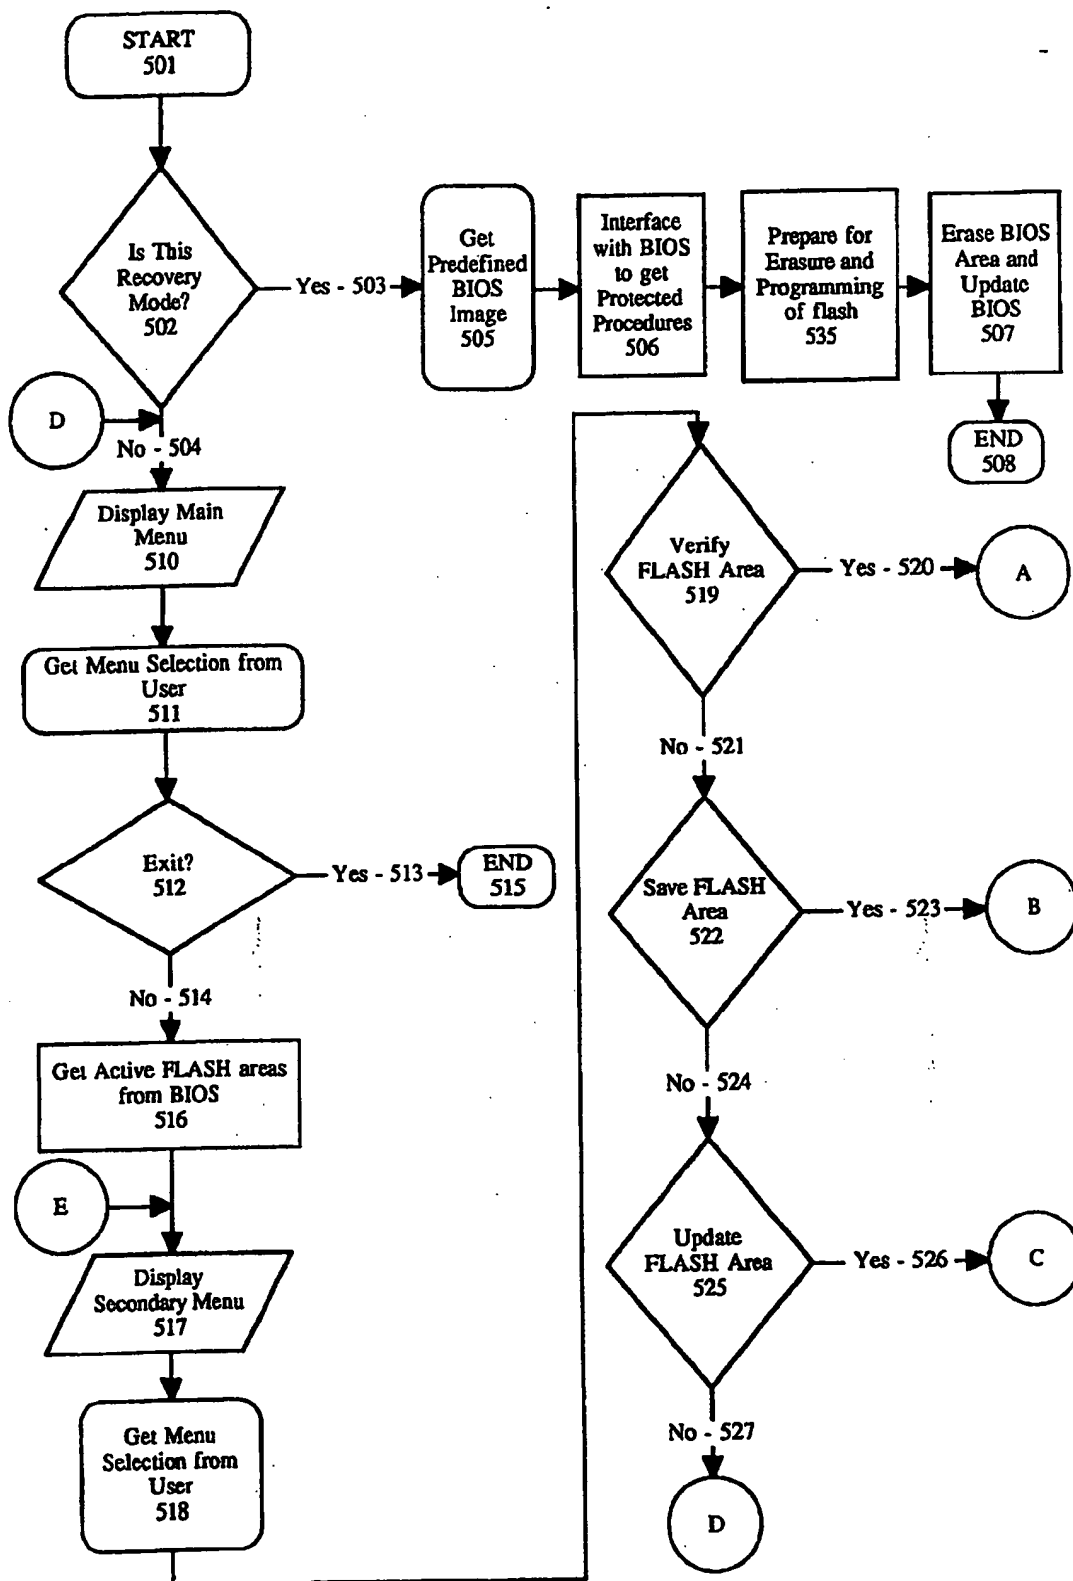 START
501
Is This
Recovery
Mode?
502
Yes - 503
Get
Predefined
BIOS
Image
505
Interface
with BIOS
to get
Protected
Procedures
506
Prepare for
Erasure and
Programming
of flash
535
Erase BIOS
Area and
Update
BIOS
507
END
508
D
No - 504
Display Main
Menu
510
Get Menu Selection from
User
511
Exit?
512
Yes - 513
END
515
No - 514
Get Active FLASH areas
from BIOS
516
E
Display
Secondary Menu
517
Get Menu
Selection from
User
518
Verify
FLASH Area
519
Yes - 520
A
No - 521
Save FLASH
Area
522
Yes - 523
B
No - 524
Update
FLASH Area
525
Yes - 526
C
No - 527
D